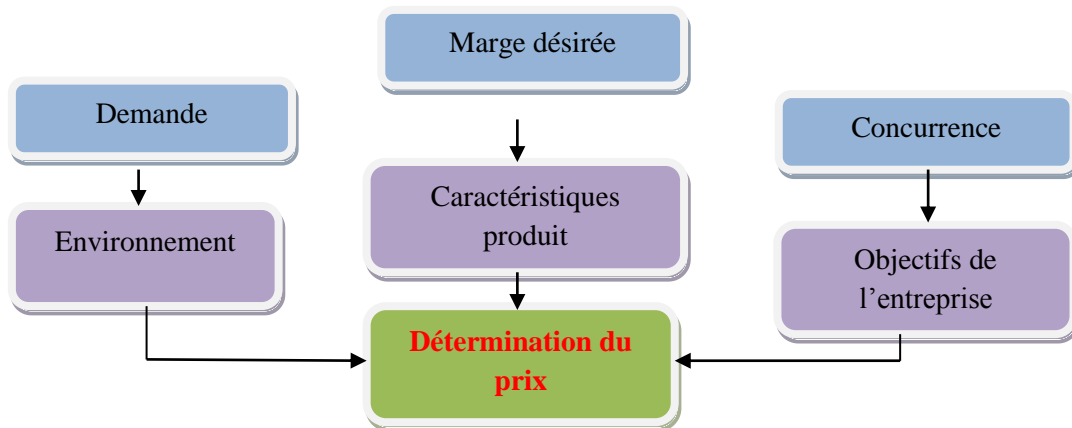 Marge désirée
Demande
Concurrence
Caractéristiques
produit
Environnement
Objectifs de
l’entreprise
Détermination du
prix